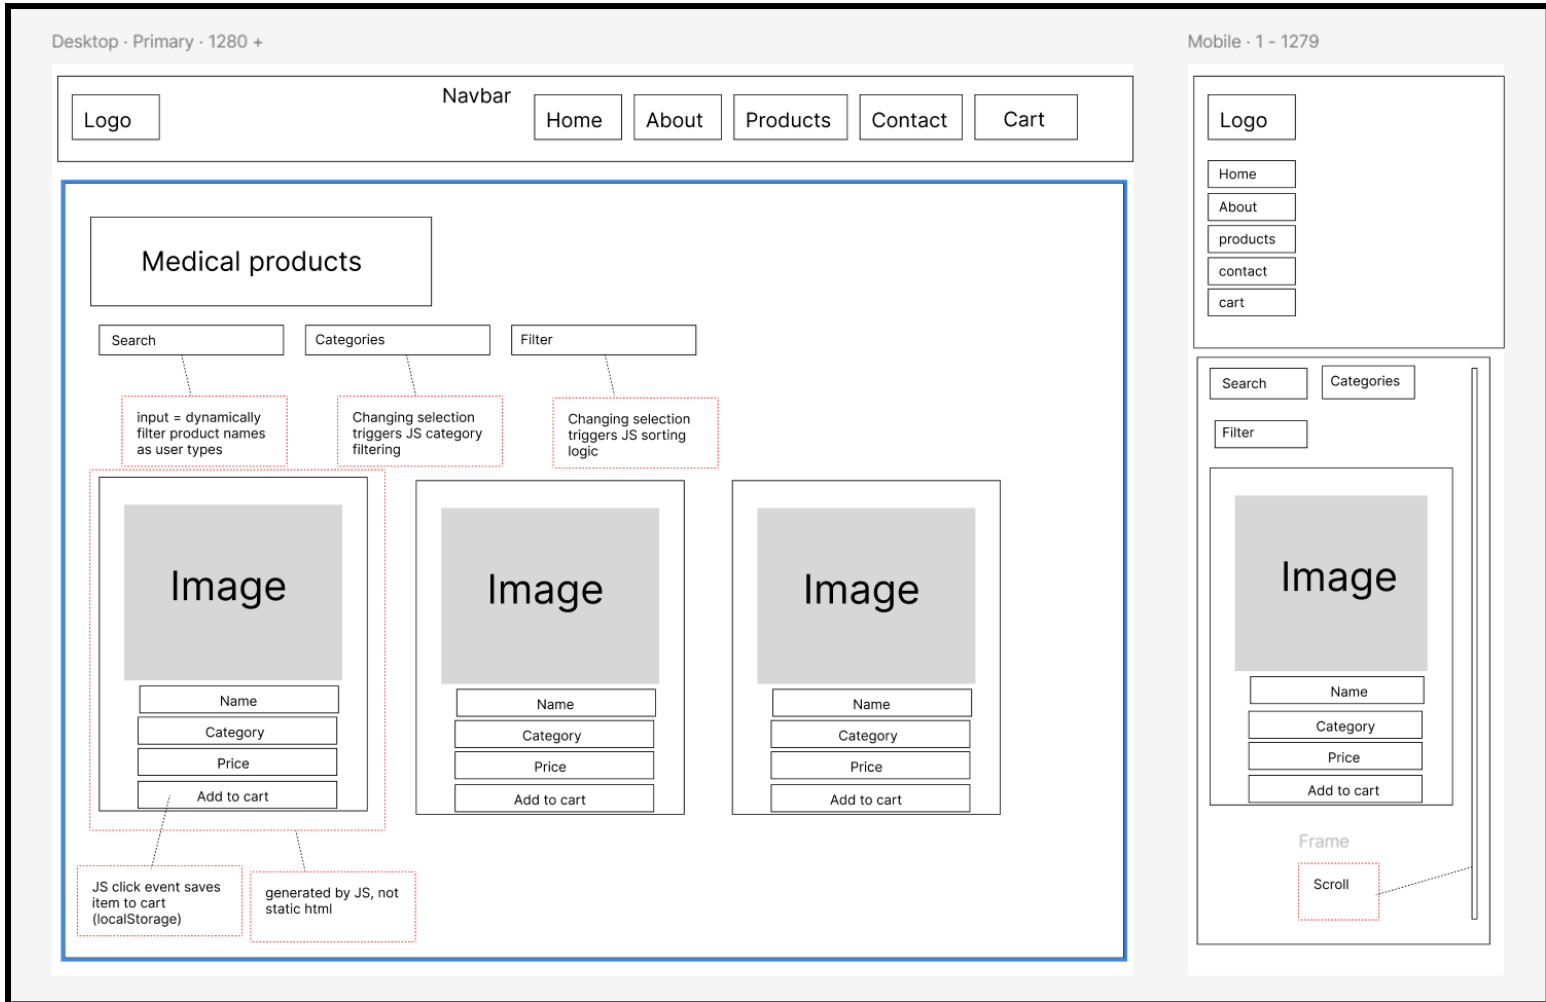 Desktop · Primary · 1280 +
Navbar
Logo
Home
About
Products
Contact
Cart
Medical products
Search
Categories
Filter
input = dynamically
filter product names
as user types
Changing selection
triggers JS category
filtering
Changing selection
triggers JS sorting
logic
Image
Name
Category
Price
Add to cart
Image
Name
Category
Price
Add to cart
Image
Name
Category
Price
Add to cart
JS click event saves
item to cart
(localStorage)
generated by JS, not
static html
Mobile · 1 - 1279
Logo
Home
About
products
contact
cart
Search
Categories
Filter
Image
Name
Category
Price
Add to cart
Frame
Scroll